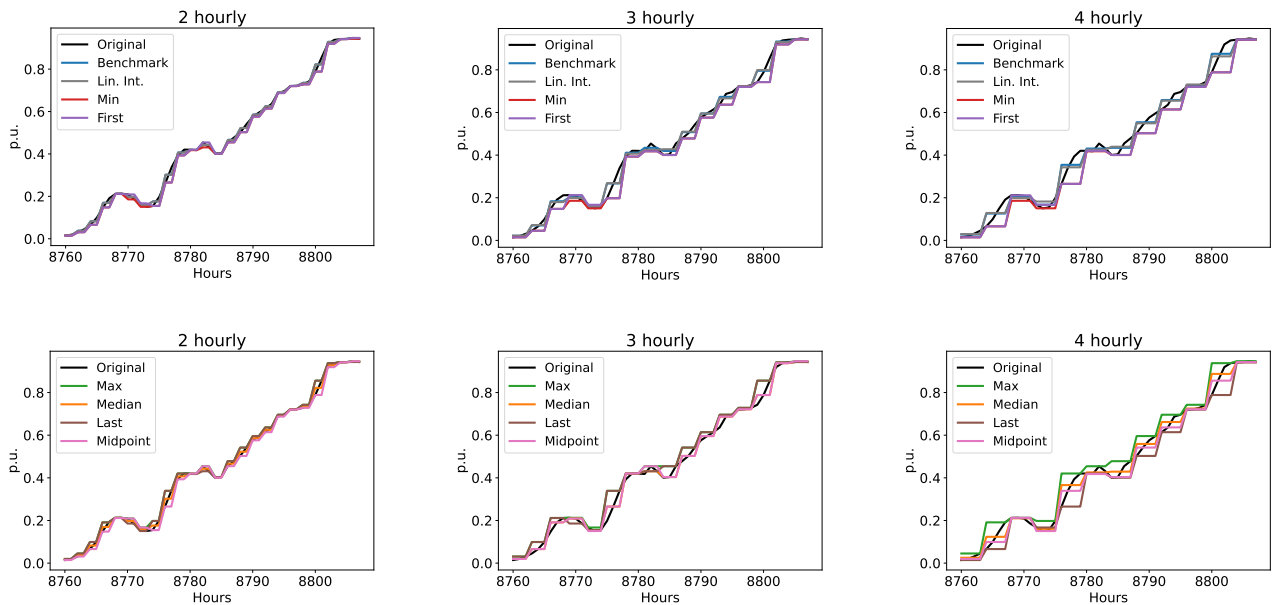 2 hourly
p.u.
0.8
0.6
0.4
0.2
0.0
Original
Benchmark
Lin. Int.
Min
First
8760 8770 8780 8790 8800
Hours
3 hourly
p.u.
0.8
0.6
0.4
0.2
0.0
Original
Benchmark
Lin. Int.
Min
First
8760 8770 8780 8790 8800
Hours
4 hourly
p.u.
0.8
0.6
0.4
0.2
0.0
Original
Benchmark
Lin. Int.
Min
First
8760 8770 8780 8790 8800
Hours
2 hourly
p.u.
0.8
0.6
0.4
0.2
0.0
Original
Max
Median
Last
Midpoint
8760 8770 8780 8790 8800
Hours
3 hourly
p.u.
0.8
0.6
0.4
0.2
0.0
Original
Max
Median
Last
Midpoint
8760 8770 8780 8790 8800
Hours
4 hourly
p.u.
0.8
0.6
0.4
0.2
0.0
Original
Max
Median
Last
Midpoint
8760 8770 8780 8790 8800
Hours